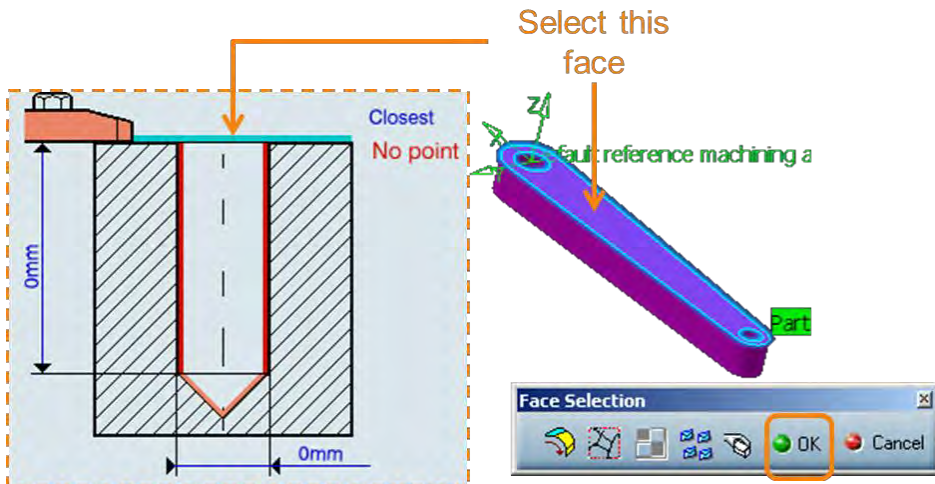 Select this
face
Closest
No point
0mm
0mm
Z
fault reference machining a
Part
Face Selection
OK
Cancel